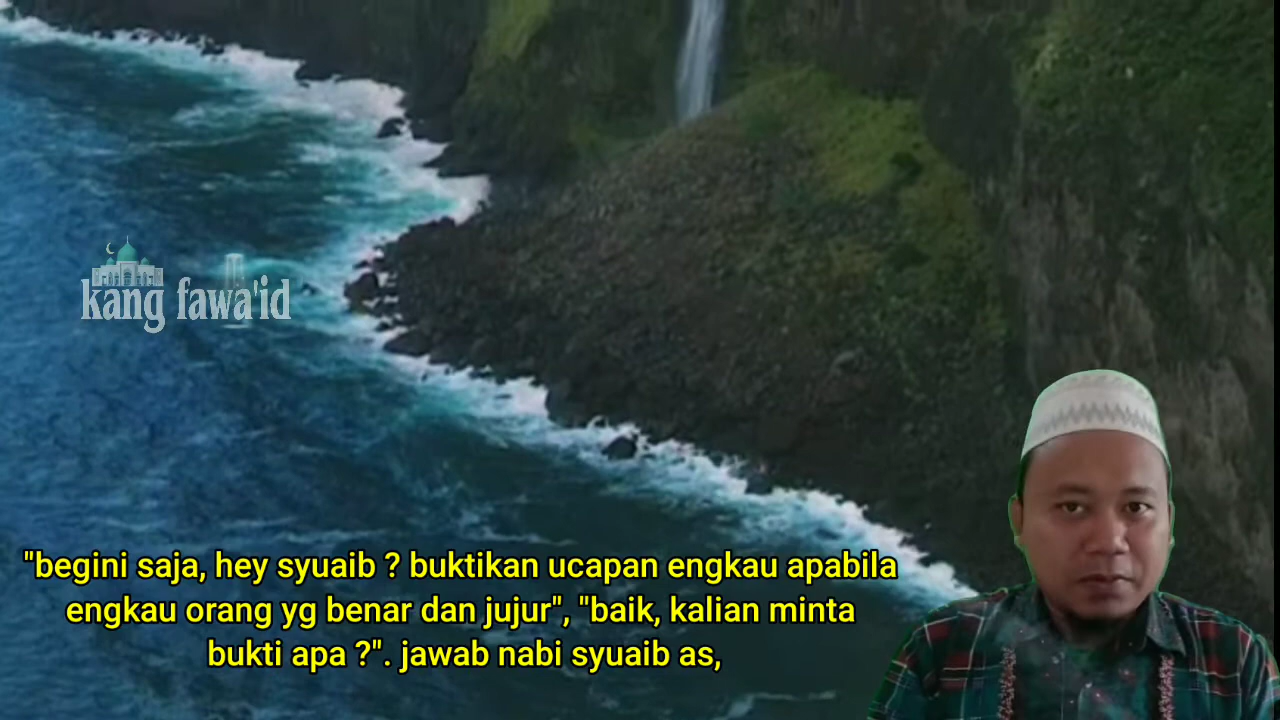 kang fawa'id
"begini saja, hey syuaib ? buktikan ucapan engkau apabila
engkau orang yg benar dan jujur", "baik, kalian minta
bukti apa ?". jawab nabi syuaib as,